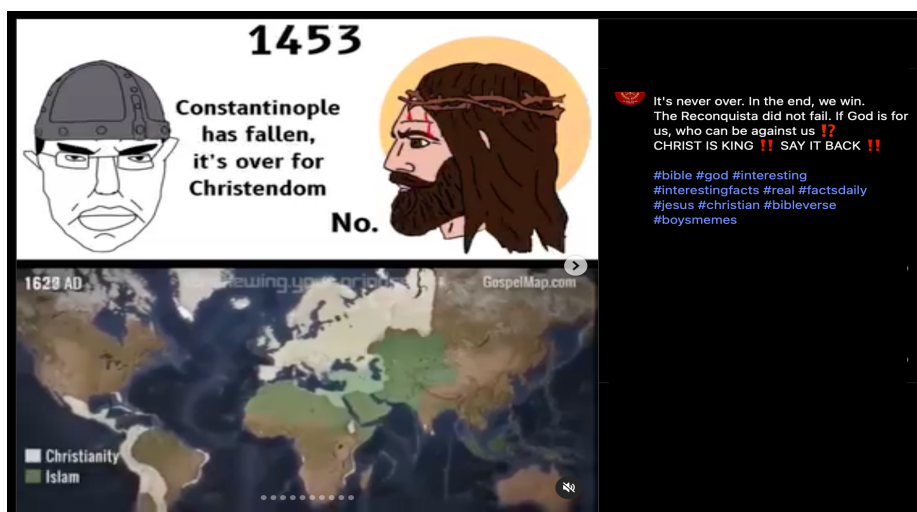 1453
Constantinople
has fallen,
it's over for
Christendom
No.
1628 AD
GospelMap.com
Christianity
Islam
It's never over. In the end, we win.
The Reconquista did not fail. If God is for
us, who can be against us ⁉️
CHRIST IS KING ‼️ SAY IT BACK ‼️
#bible #god #interesting
#interestingfacts #real #factsdaily
#jesus #christian #bibleverse
#boysmemes